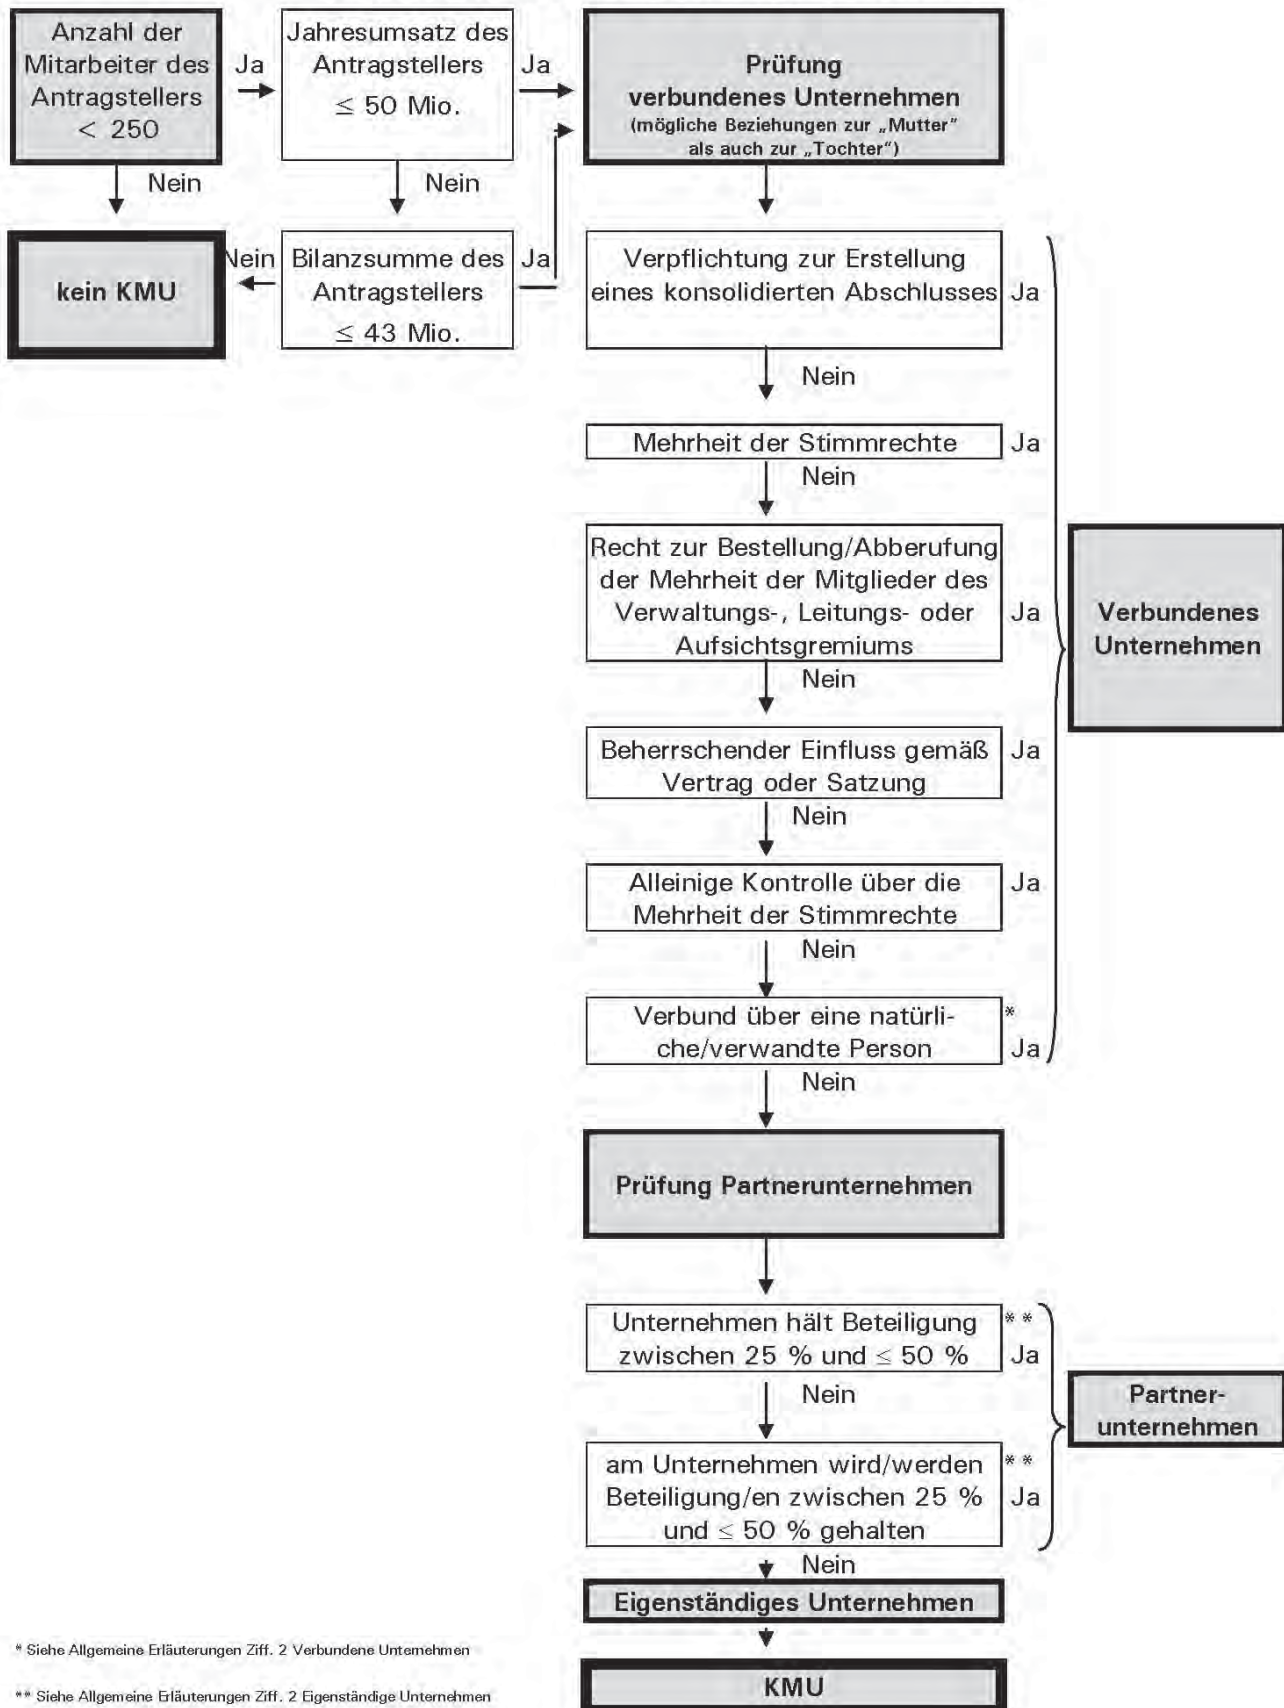 Anzahl der
Mitarbeiter des
Antragstellers
< 250
Ja
Jahresumsatz des
Antragstellers
≤ 50 Mio.
Ja
Prüfung
verbundenes Unternehmen
(mögliche Beziehungen zur „Mutter"
als auch zur „Tochter")
Nein
Nein
kein KMU
Nein
Bilanzsumme des
Antragstellers
≤ 43 Mio.
Ja
Verpflichtung zur Erstellung
eines konsolidierten Abschlusses
Ja
Nein
Mehrheit der Stimmrechte
Ja
Nein
Recht zur Bestellung/Abberufung
der Mehrheit der Mitglieder des
Verwaltungs-, Leitungs- oder
Aufsichtsgremiums
Ja
Verbundenes
Unternehmen
Nein
Beherrschender Einfluss gemäß
Vertrag oder Satzung
Ja
Nein
Alleinige Kontrolle über die
Mehrheit der Stimmrechte
Ja
Nein
Verbund über eine natürli-
che/verwandte Person
*
Ja
Nein
Prüfung Partnerunternehmen
Unternehmen hält Beteiligung
zwischen 25 % und ≤ 50 %
**
Ja
Nein
Partner-
unternehmen
am Unternehmen wird/werden
Beteiligung/en zwischen 25 %
und ≤ 50 % gehalten
**
Ja
Nein
Eigenständiges Unternehmen
KMU
* Siehe Allgemeine Erläuterungen Ziff. 2 Verbundene Unternehmen
** Siehe Allgemeine Erläuterungen Ziff. 2 Eigenständige Unternehmen